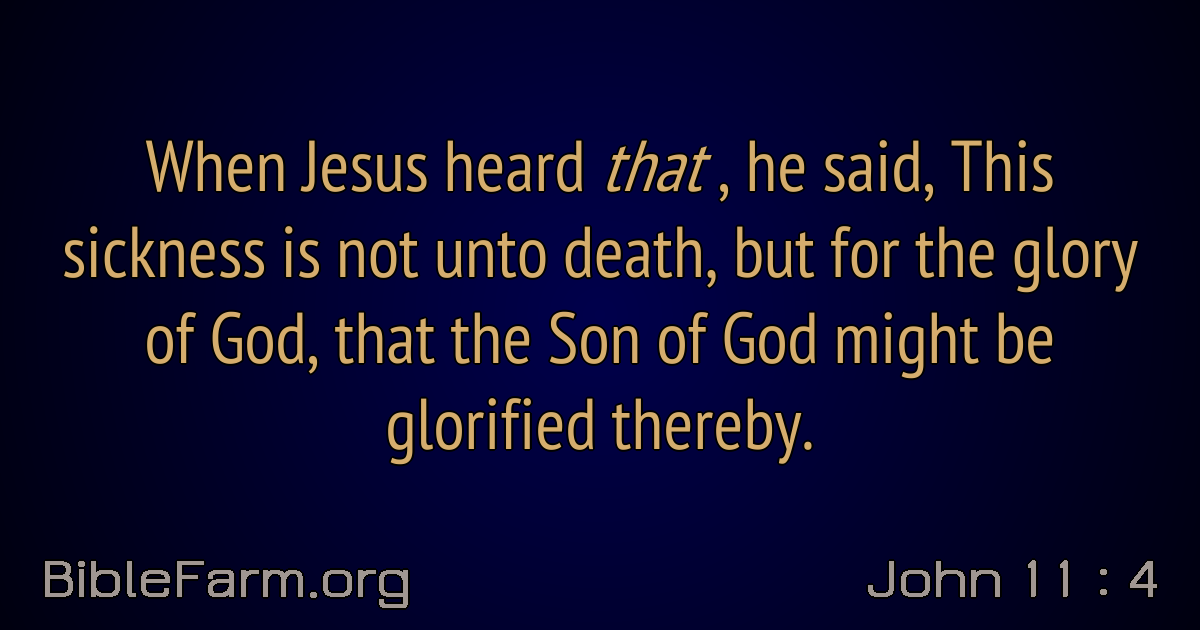 When Jesus heard that , he said, This
sickness is not unto death, but for the glory
of God, that the Son of God might be
glorified thereby.
BibleFarm.org
John 11 : 4